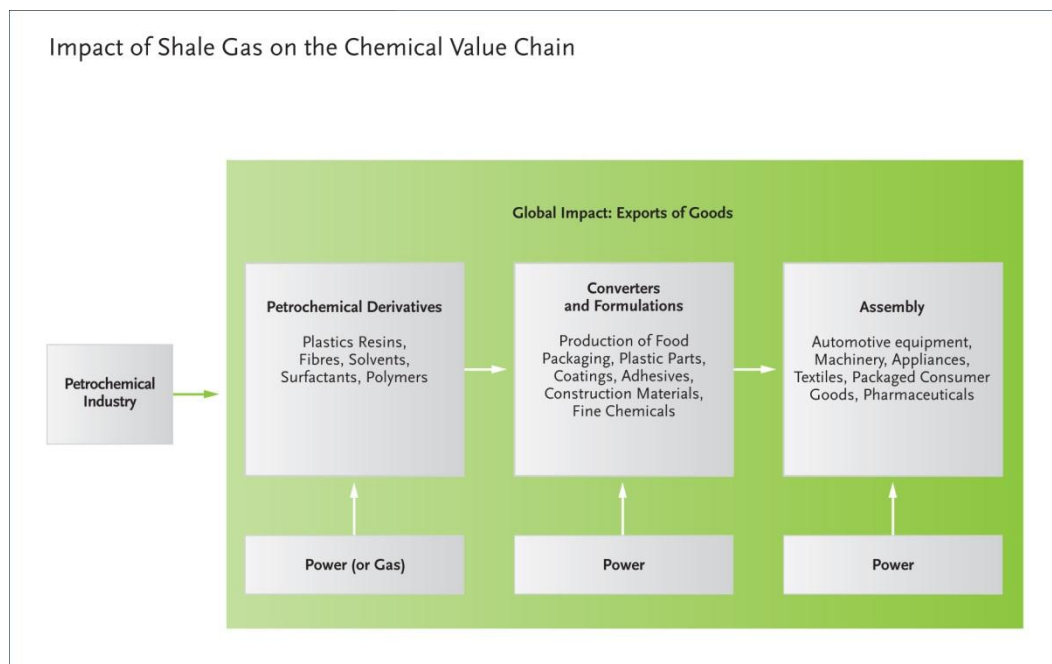 Impact of Shale Gas on the Chemical Value Chain
Global Impact: Exports of Goods
Petrochemical
Industry
Petrochemical Derivatives
Plastics Resins,
Fibres, Solvents,
Surfactants, Polymers
Converters
and Formulations
Production of Food
Packaging, Plastic Parts,
Coatings, Adhesives,
Construction Materials,
Fine Chemicals
Assembly
Automotive equipment,
Machinery, Appliances,
Textiles, Packaged Consumer
Goods, Pharmaceuticals
Power (or Gas)
Power
Power